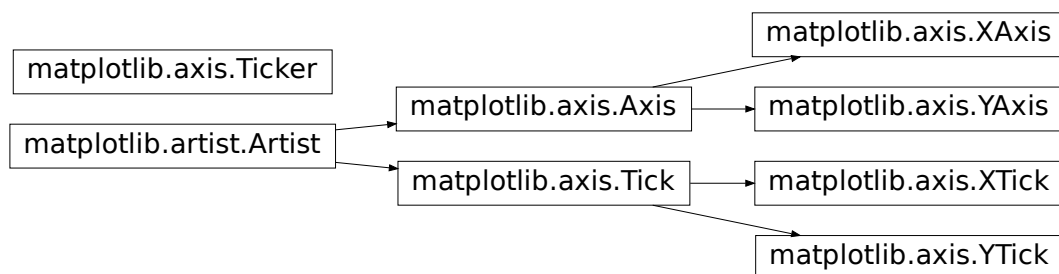 matplotlib.axis.XAxis
matplotlib.axis.Ticker
matplotlib.axis.Axis
matplotlib.axis.YAxis
matplotlib.artist.Artist
matplotlib.axis.Tick
matplotlib.axis.XTick
matplotlib.axis.YTick